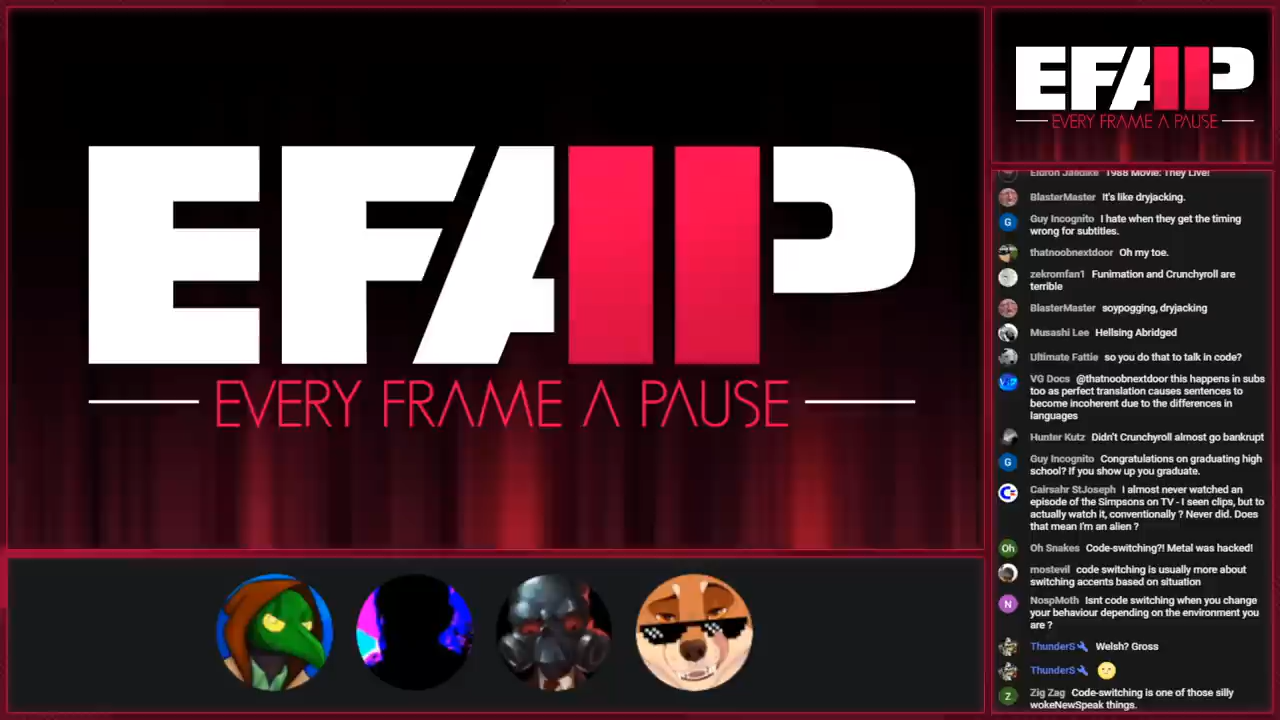 EFAP
EVERY FRAME A PAUSE
EFAP
EVERY FRAME A PAUSE
Eldron Jalidike 1988 Movie: They Live!
BlasterMaster It's like dryjacking.
Guy Incognito I hate when they get the timing
wrong for subtitles.
thatnoobnextdoor Oh my toe.
zekromfan1 Funimation and Crunchyroll are
terrible
BlasterMaster soypogging, dryjacking
Musashi Lee Hellsing Abridged
Ultimate Fattie so you do that to talk in code?
VG Docs @thatnoobnextdoor this happens in subs
too as perfect translation causes sentences to
become incoherent due to the differences in
languages
Hunter Kutz Didn't Crunchyroll almost go bankrupt
G
Guy Incognito Congratulations on graduating high
school? If you show up you graduate.
Cairsahr StJoseph I almost never watched an
episode of the Simpsons on TV - I seen clips, but to
actually watch it, conventionally ? Never did. Does
that mean I'm an alien ?
Oh
Oh Snakes Code-switching?! Metal was hacked!
mostevil code switching is usually more about
switching accents based on situation
N
NospMoth Isnt code switching when you change
your behaviour depending on the environment you
are ?
ThunderS Welsh? Gross
ThunderS
Z
Zig Zag Code-switching is one of those silly
wokeNewSpeak things.